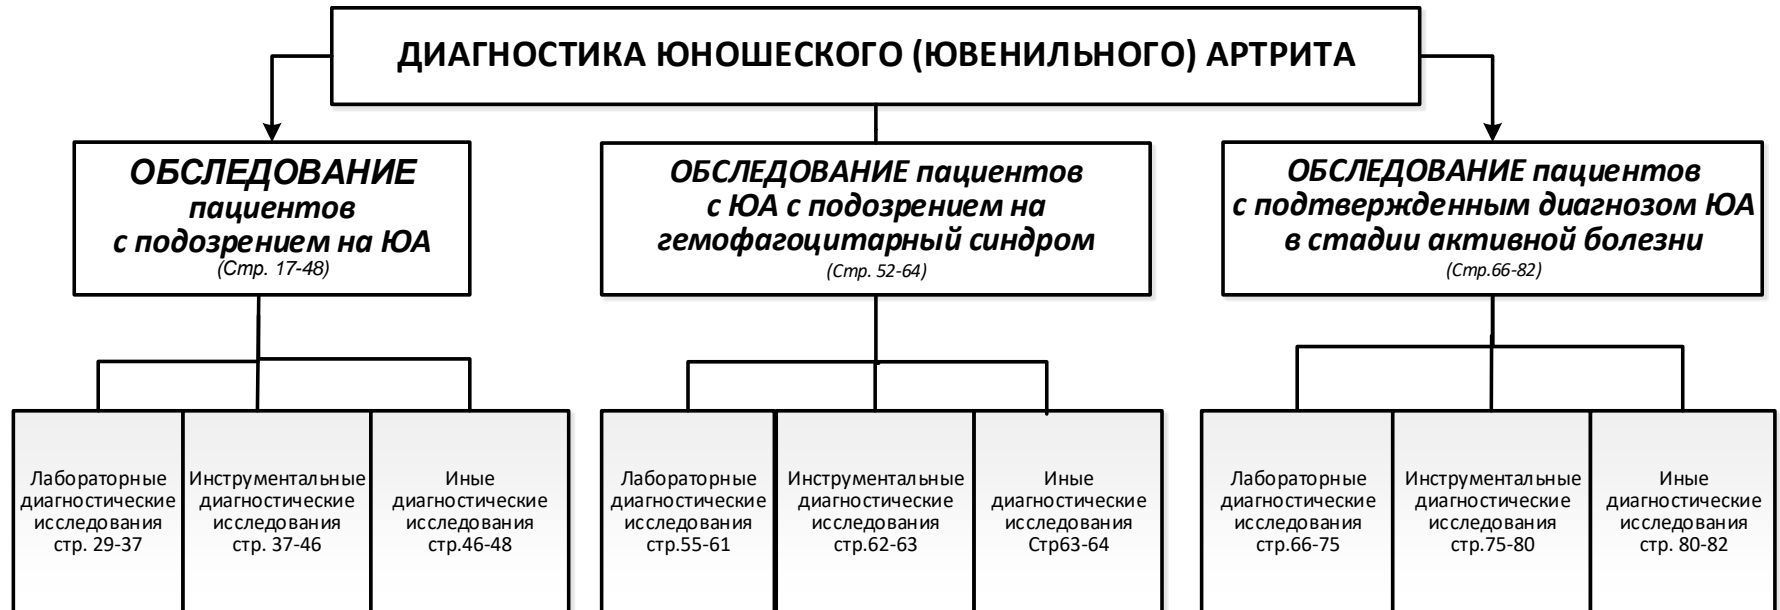 ДИАГНОСТИКА ЮНОШЕСКОГО (ЮВЕНИЛЬНОГО) АРТРИТА
ОБСЛЕДОВАНИЕ
пациентов
с подозрением на ЮА
(Стр. 17-48)
ОБСЛЕДОВАНИЕ пациентов
с ЮА с подозрением на
гемофагоцитарный синдром
(Стр. 52-64)
ОБСЛЕДОВАНИЕ пациентов
с подтвержденным диагнозом ЮА
в стадии активной болезни
(Стр.66-82)
Лабораторные
диагностические
исследования
стр. 29-37
Инструментальные
диагностические
исследования
стр. 37-46
Иные
диагностические
исследования
стр.46-48
Лабораторные
диагностические
исследования
стр.55-61
Инструментальные
диагностические
исследования
стр.62-63
Иные
диагностические
исследования
Стр63-64
Лабораторные
диагностические
исследования
стр.66-75
Инструментальные
диагностические
исследования
стр.75-80
Иные
диагностические
исследования
стр. 80-82